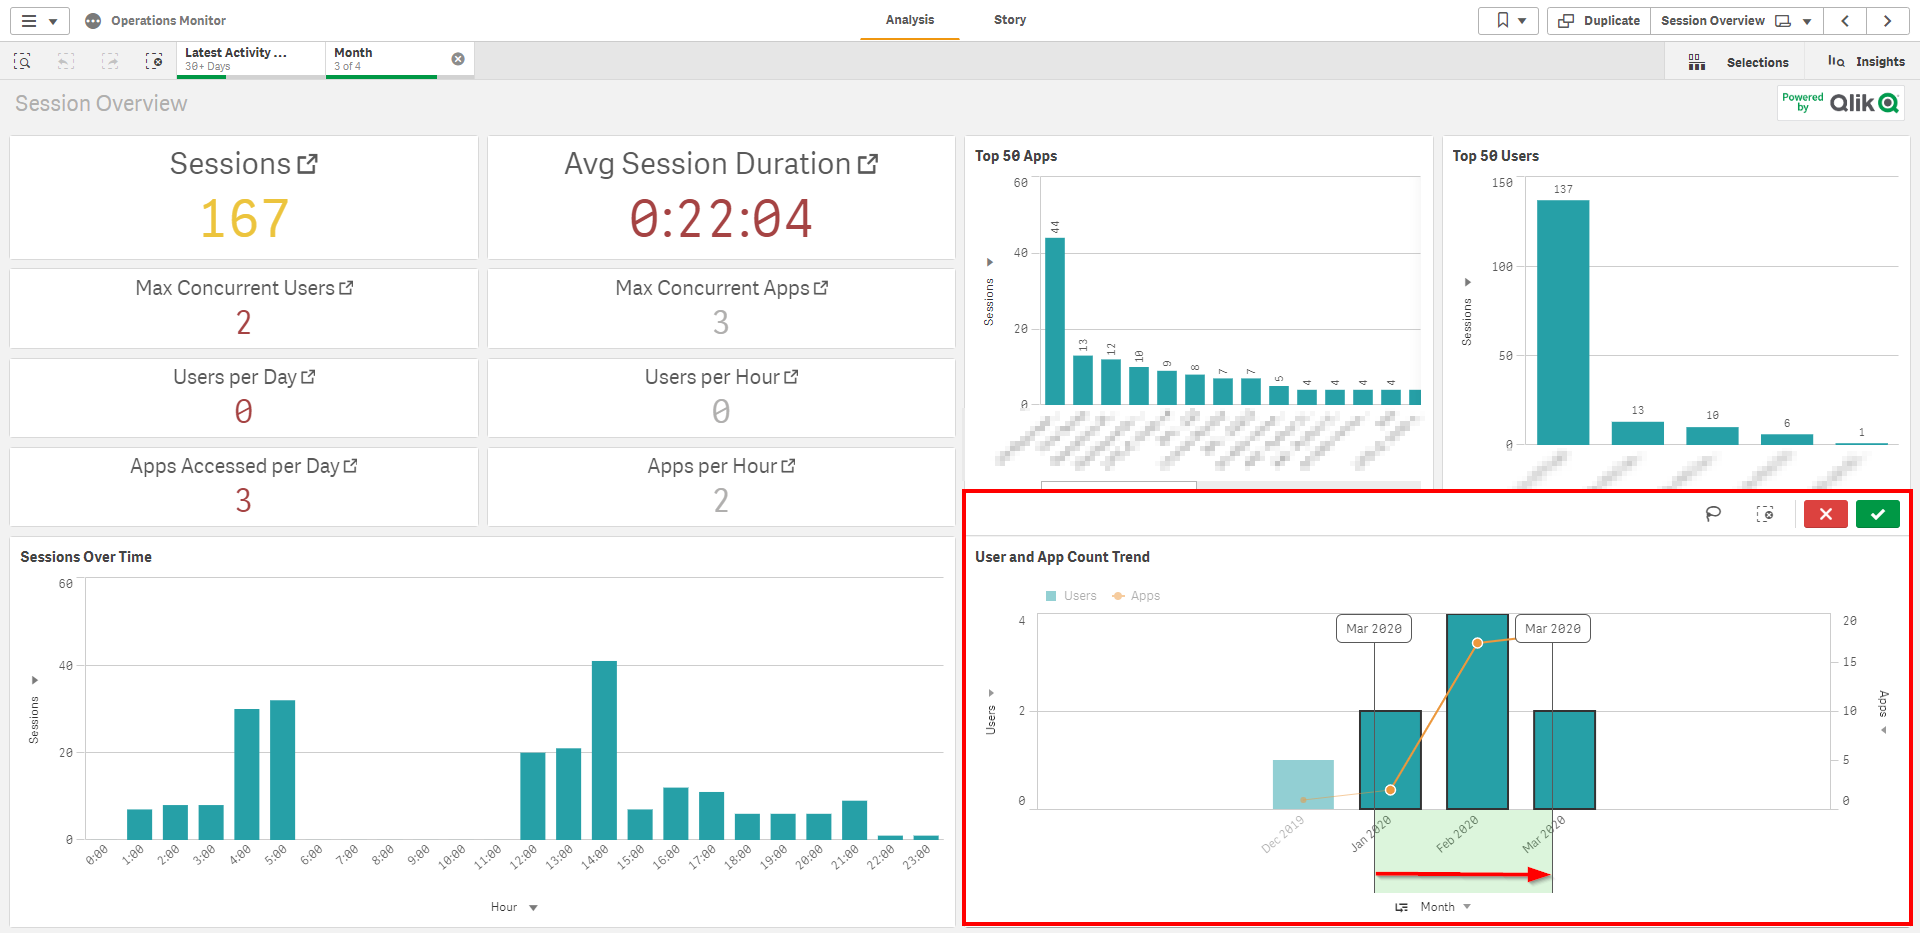 Operations Monitor
Analysis
Story
Duplicate
Session Overview
Latest Activity ...
30+ Days
Month
3 of 4
Selections
Insights
Session Overview
Powered by Qlik
Sessions
167
Avg Session Duration
0:22:04
Max Concurrent Users
2
Max Concurrent Apps
3
Users per Day
0
Users per Hour
0
Apps Accessed per Day
3
Apps per Hour
2
Top 50 Apps
Sessions
60
40
20
0
44
13
12
10
9
8
7
7
5
4
4
4
4
Top 50 Users
Sessions
150
100
50
0
137
13
10
6
1
Sessions Over Time
Sessions
60
40
20
0
0:00
1:00
2:00
3:00
4:00
5:00
6:00
7:00
8:00
9:00
10:00
11:00
12:00
13:00
14:00
15:00
16:00
17:00
18:00
19:00
20:00
21:00
22:00
23:00
Hour
User and App Count Trend
Users
Apps
Users
4
2
0
Mar 2020
Mar 2020
20
15
10
5
0
Apps
Dec 2019
Jan 2020
Feb 2020
Mar 2020
Month